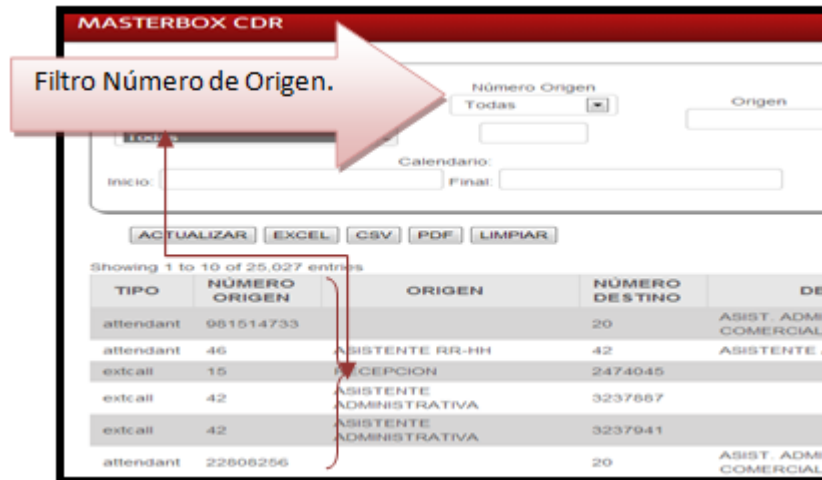 MASTERBOX CDR
Filtro Número de Origen.
Número Origen
Todas
Origen
Todas
Calendario:
Inicio:
Final:
ACTUALIZAR EXCEL CSV PDF LIMPIAR
Showing 1 to 10 of 25,027 entries
TIPO NÚMERO ORIGEN ORIGEN NÚMERO DESTINO DE
attendant 981514733 20 ASIST. ADMI
COMERCIAL
attendant 46 ASISTENTE RR-HH 42 ASISTENTE
extcall 15 RECEPCION 2474045
extcall 42 ASISTENTE ADMINISTRATIVA 3237887
extcall 42 ASISTENTE ADMINISTRATIVA 3237941
attendant 22808256 20 ASIST. ADMI
COMERCIAL